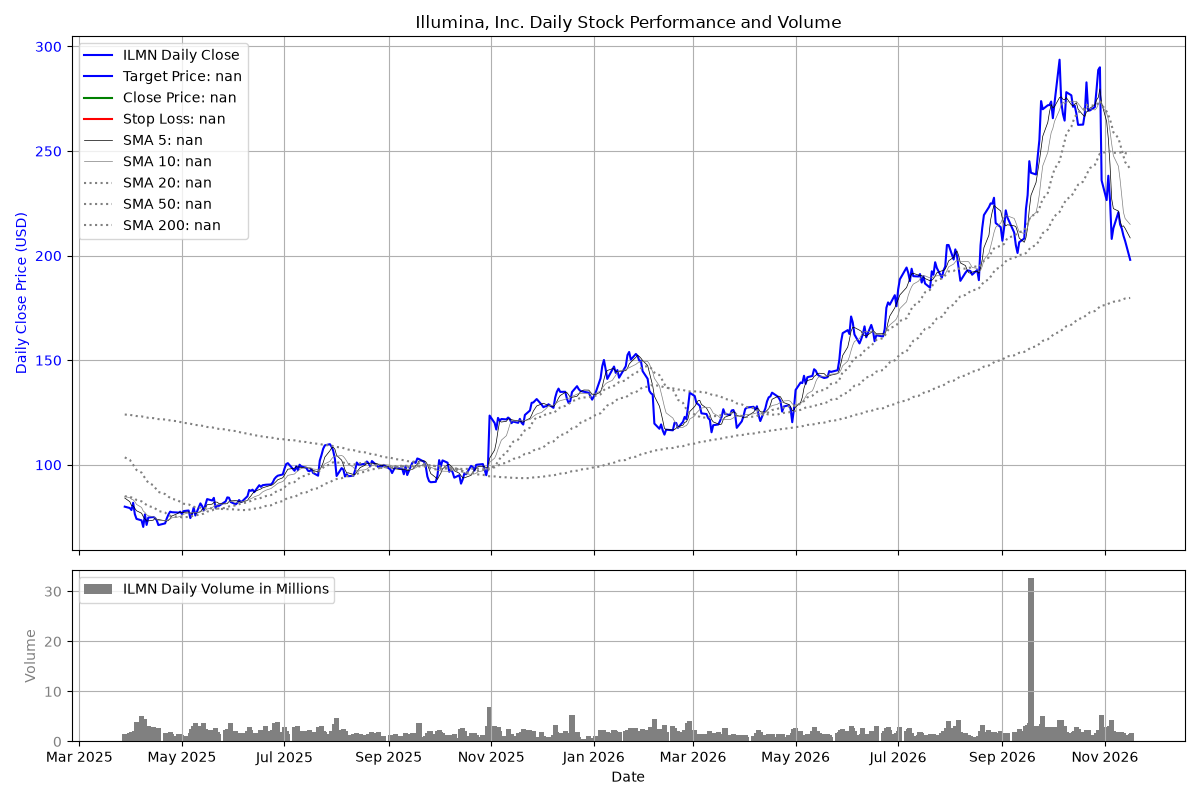 Illumina, Inc. Daily Stock Performance and Volume
300
250
200
150
100
Daily Close Price (USD)
ILMN Daily Close
Target Price: nan
Close Price: nan
Stop Loss: nan
SMA 5: nan
SMA 10: nan
SMA 20: nan
SMA 50: nan
SMA 200: nan
30
20
10
0
Volume
ILMN Daily Volume in Millions
Mar 2025 May 2025 Jul 2025 Sep 2025 Nov 2025 Jan 2026 Mar 2026 May 2026 Jul 2026 Sep 2026 Nov 2026
Date